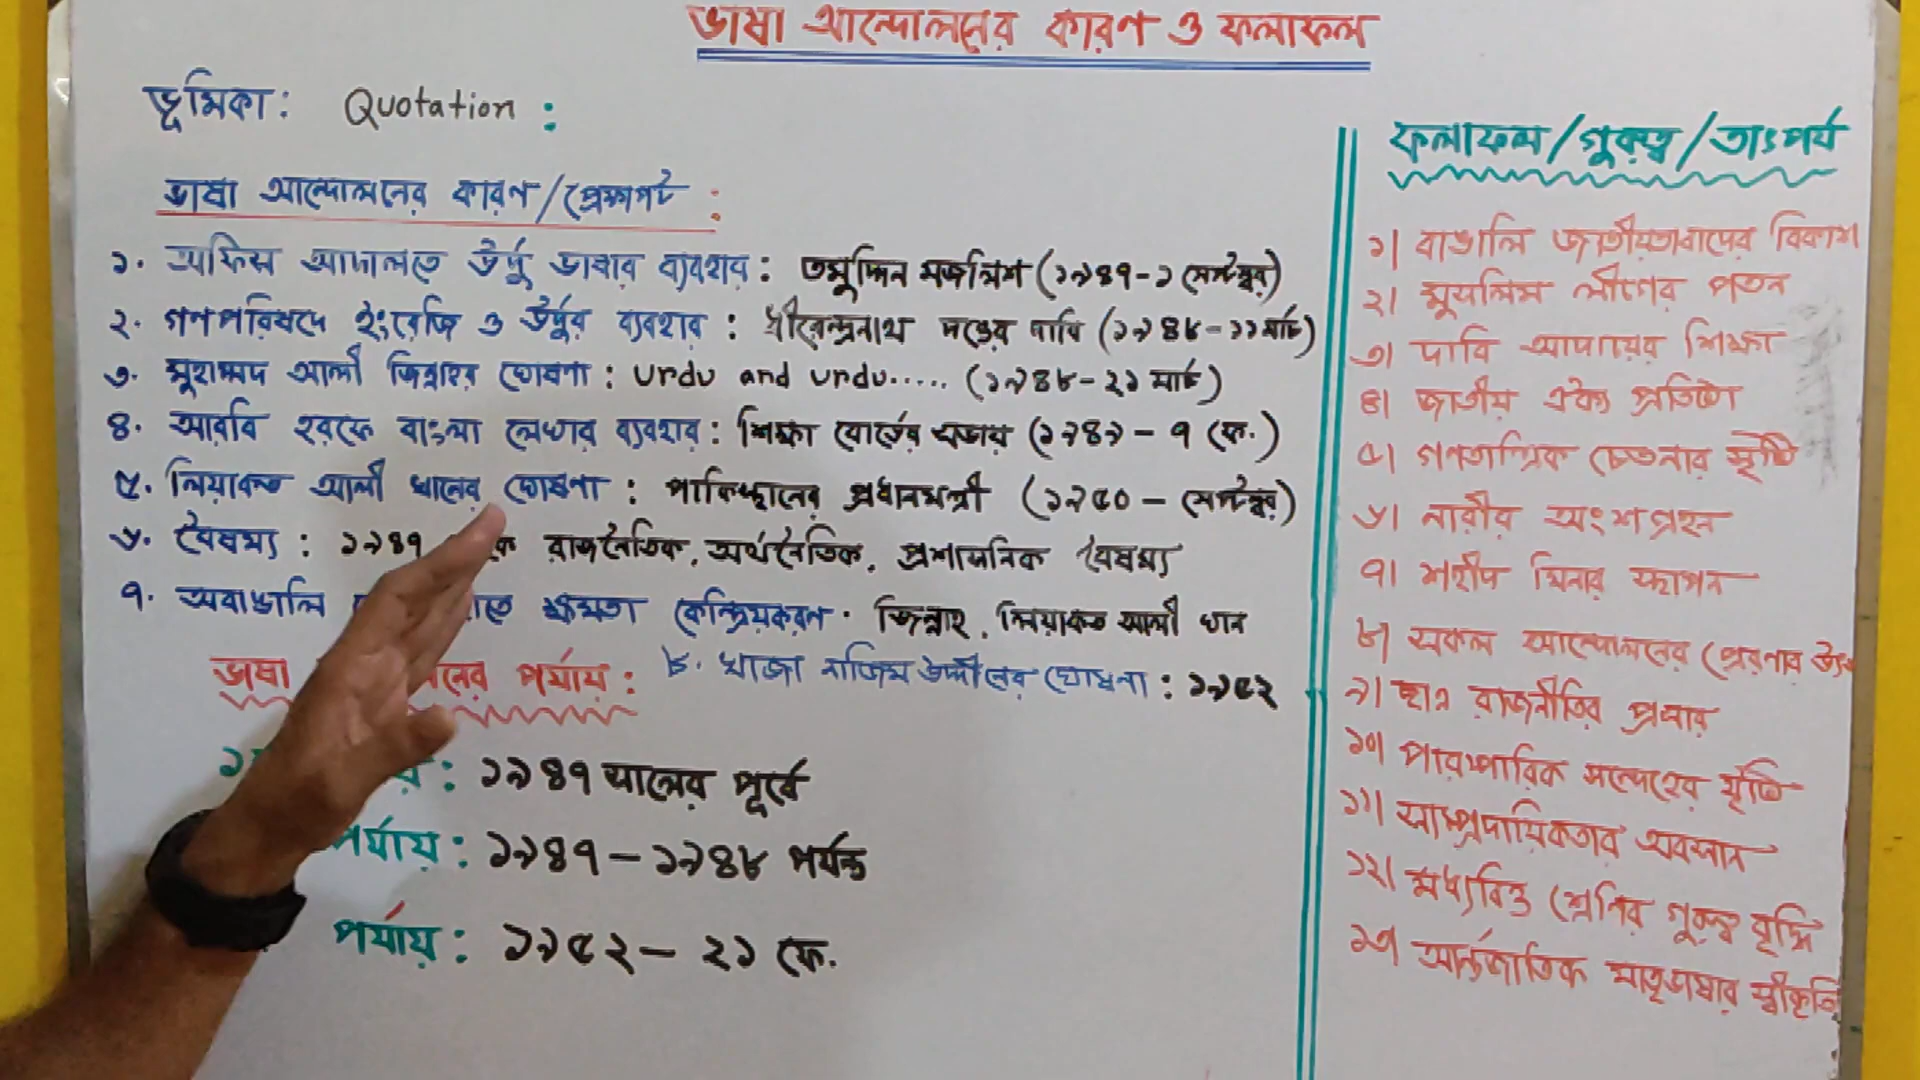 ভাষা আন্দোলনের কারণ ও ফলাফল
ভূমিকা: Quotation :
ভাষা আন্দোলনের কারণ/প্রেক্ষাপট :
১. অফিস আদালতে উর্দু ভাষার ব্যবহার : তমুদ্দিন মজলিশ (১৯৪৭-১ সেপ্টেম্বর)
২. গণপরিষদে ইংরেজি ও উর্দুর ব্যবহার : ধীরেন্দ্রনাথ দত্তের দাবি (১৯৪৮-১১ মার্চ)
৩. মুহাম্মদ আলী জিন্নাহর ঘোষণা : urdu and urdu..... (১৯৪৮-২১ মার্চ)
৪. আরবি হরফে বাংলা লেখার ব্যবহার : শিক্ষা বোর্ডের সভায় (১৯৪৯ - ৭ ফে.)
৫. লিয়াকত আলী খানের ঘোষণা : পাকিস্থানের প্রধানমন্ত্রী (১৯৫০ - সেপ্টেম্বর)
৬. বৈষম্য : ১৯৪৭ রাজনৈতিক, অর্থনৈতিক, প্রশাসনিক বৈষম্য
৭. অবাঙালি ক্ষমতা কেন্দ্রিয়করণ. জিন্নাহ, লিয়াকত আলী খান
৮. খাজা নাজিম উদ্দীনের ঘোষণা : ১৯৫২
ভাষা পর্যায় :
: ১৯৪৭ সালের পূর্বে
পর্যায় : ১৯৪৭ - ১৯৪৮ পর্যন্ত
পর্যায় : ১৯৫২ - ২১ ফে.
ফলাফল/গুরুত্ব/তাৎপর্য
১। বাঙালি জাতীয়তাবাদের বিকাশ
২। মুসলিম লীগের পতন
৩। দাবি আদায়ের শিক্ষা
৪। জাতীয় ঐক্য প্রতিষ্ঠা
৫। গণতান্ত্রিক চেতনার সৃষ্টি
৬। নারীর অংশগ্রহন
৭। শহীদ মিনার স্থাপন
৮। সকল আন্দোলনের প্রেরণার
৯। ছাত্র রাজনীতির প্রসার
১০। পারস্পারিক সন্দেহের সৃষ্টি
১১। সাম্প্রদায়িকতার অবসান
১২। মধ্যবিত্ত শ্রেণির গুরুত্ব বৃদ্ধি
১৩। আর্ন্তজাতিক মাতৃভাষার স্বীকৃতি